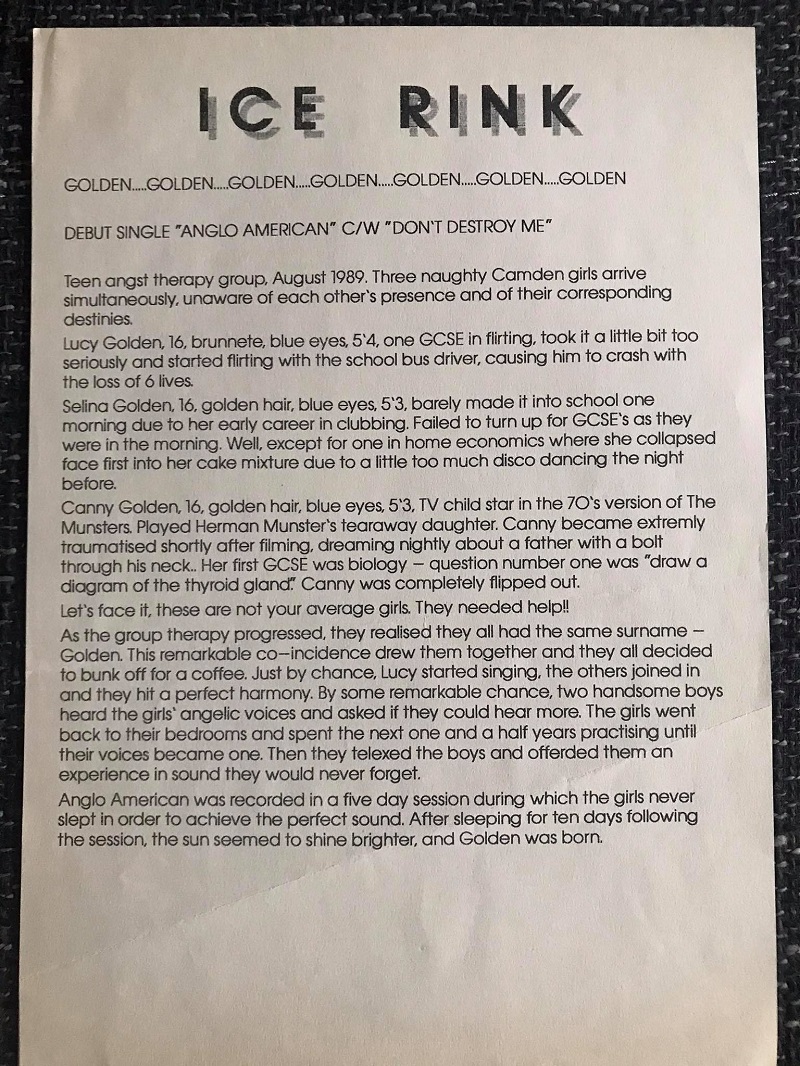 ICE RINK
GOLDEN.....GOLDEN.....GOLDEN.....GOLDEN.....GOLDEN.....GOLDEN.....GOLDEN
DEBUT SINGLE "ANGLO AMERICAN" C/W "DON'T DESTROY ME"
Teen angst therapy group, August 1989. Three naughty Camden girls arrive
simultaneously, unaware of each other's presence and of their corresponding
destinies.
Lucy Golden, 16, brunnete, blue eyes, 5'4, one GCSE in flirting, took it a little bit too
seriously and started flirting with the school bus driver, causing him to crash with
the loss of 6 lives.
Selina Golden, 16, golden hair, blue eyes, 5'3, barely made it into school one
morning due to her early career in clubbing. Failed to turn up for GCSE's as they
were in the morning. Well, except for one in home economics where she collapsed
face first into her cake mixture due to a little too much disco dancing the night
before.
Canny Golden, 16, golden hair, blue eyes, 5'3, TV child star in the 70's version of The
Munsters. Played Herman Munster's tearaway daughter. Canny became extremly
traumatised shortly after filming, dreaming nightly about a father with a bolt
through his neck.. Her first GCSE was biology – question number one was "draw a
diagram of the thyroid gland." Canny was completely flipped out.
Let's face it, these are not your average girls. They needed help!!
As the group therapy progressed, they realised they all had the same surname –
Golden. This remarkable co–incidence drew them together and they all decided
to bunk off for a coffee. Just by chance, Lucy started singing, the others joined in
and they hit a perfect harmony. By some remarkable chance, two handsome boys
heard the girls' angelic voices and asked if they could hear more. The girls went
back to their bedrooms and spent the next one and a half years practising until
their voices became one. Then they telexed the boys and offerded them an
experience in sound they would never forget.
Anglo American was recorded in a five day session during which the girls never
slept in order to achieve the perfect sound. After sleeping for ten days following
the session, the sun seemed to shine brighter, and Golden was born.